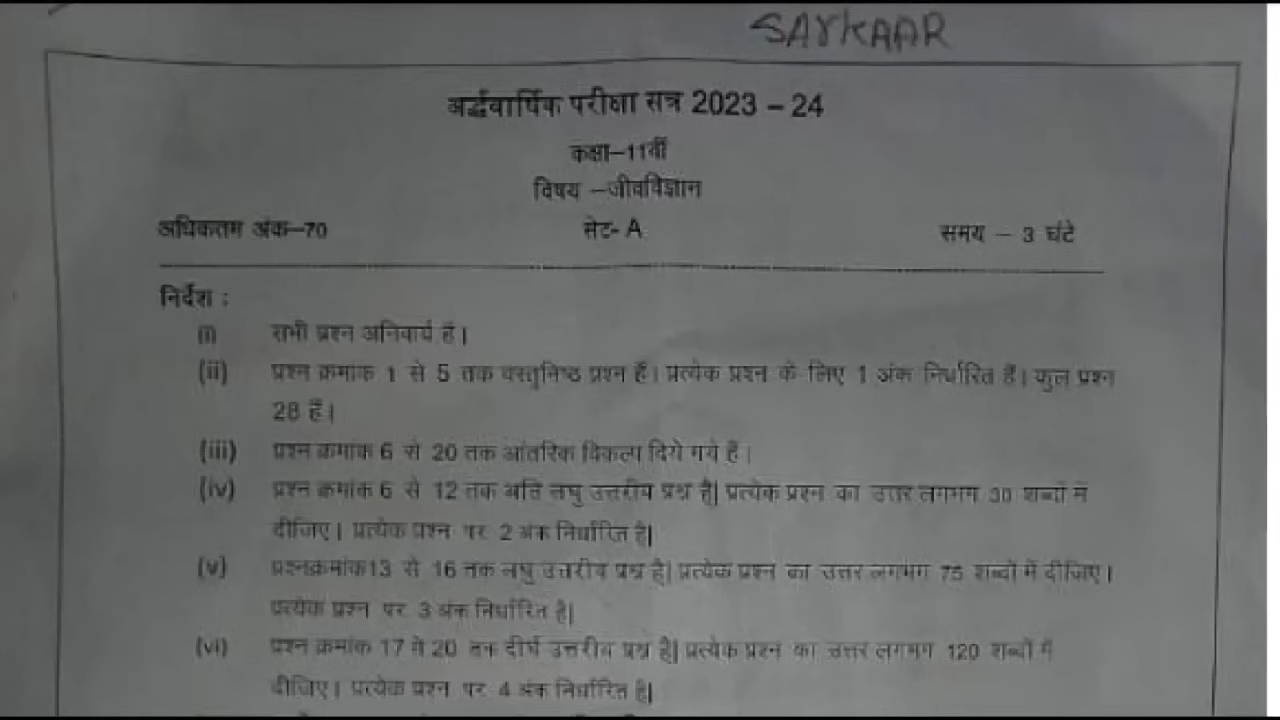 SAYKAAR
अर्द्धवार्षिक परीक्षा सत्र 2023 – 24
कक्षा–11वीं
विषय –जीवविज्ञान
अधिकतम अंक–70 सेट- A समय – 3 घंटे
निर्देश :
(i) सभी प्रश्न अनिवार्य है।
(ii) प्रश्न क्रमांक 1 से 5 तक वस्तुनिष्ठ प्रश्न हैं। प्रत्येक प्रश्न के लिए 1 अंक निर्धारित हैं। कुल प्रश्न
28 हैं।
(iii) प्रश्न क्रमांक 6 से 20 तक आंतरिक विकल्प दिये गये है।
(iv) प्रश्न क्रमांक 6 से 12 तक अति लघु उत्तरीय प्रश्न है| प्रत्येक प्रश्न का उत्तर लगभग 30 शब्दों में
दीजिए। प्रत्येक प्रश्न पर 2 अंक निर्धारित है|
(v) प्रश्नक्रमांक13 से 16 तक लघु उत्तरीय प्रश्न है| प्रत्येक प्रश्न का उत्तर लगभग 75 शब्दों में दीजिए।
प्रत्येक प्रश्न पर 3 अंक निर्धारित है|
(vi) प्रश्न क्रमांक 17 से 20 तक दीर्घ उत्तरीय प्रश्न है| प्रत्येक प्रश्न का उत्तर लगभग 120 शब्दों में
दीजिए। प्रत्येक प्रश्न पर 4 अंक निर्धारित है|